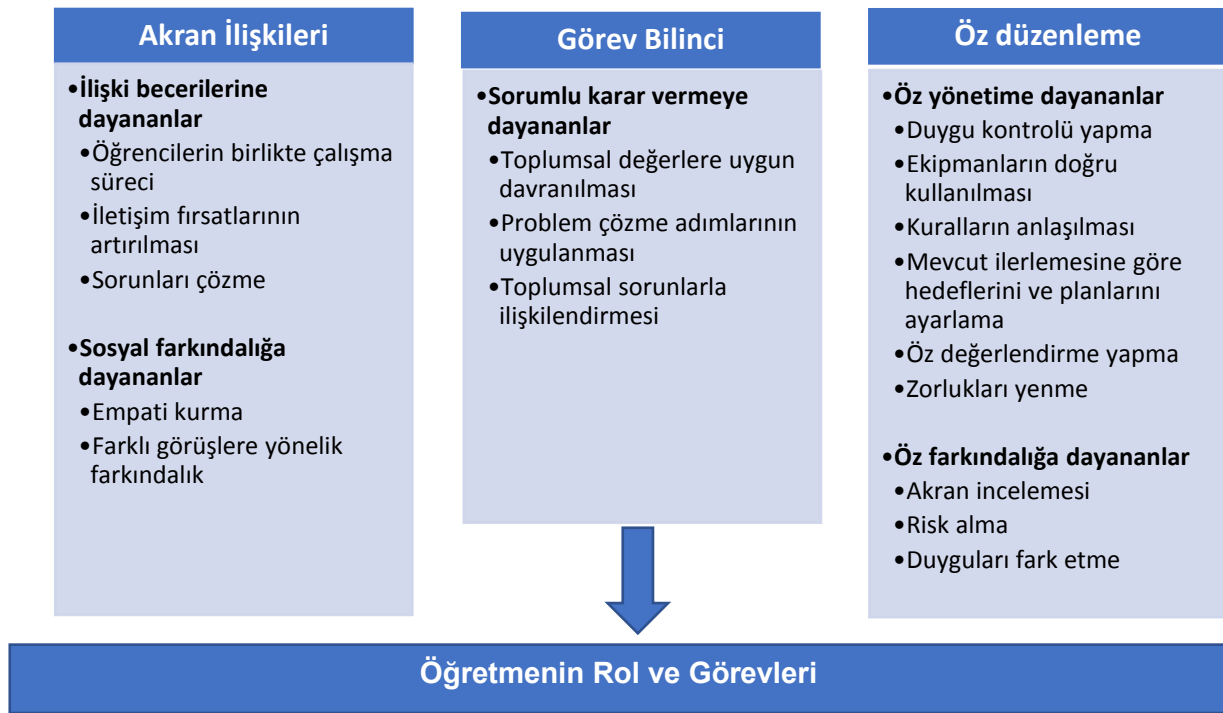 Akran İlişkileri
•İlişki becerilerine
dayananlar
•Öğrencilerin birlikte çalışma
süreci
•İletişim fırsatlarının
artırılması
•Sorunları çözme
•Sosyal farkındalığa
dayananlar
•Empati kurma
•Farklı görüşlere yönelik
farkındalık
Görev Bilinci
•Sorumlu karar vermeye
dayananlar
•Toplumsal değerlere uygun
davranılması
•Problem çözme adımlarının
uygulanması
•Toplumsal sorunlarla
ilişkilendirmesi
Öz düzenleme
•Öz yönetime dayananlar
•Duygu kontrolü yapma
•Ekipmanların doğru
kullanılması
•Kuralların anlaşılması
•Mevcut ilerlemesine göre
hedeflerini ve planlarını
ayarlama
•Öz değerlendirme yapma
•Zorlukları yenme
•Öz farkındalığa dayananlar
•Akran incelemesi
•Risk alma
•Duyguları fark etme
Öğretmenin Rol ve Görevleri